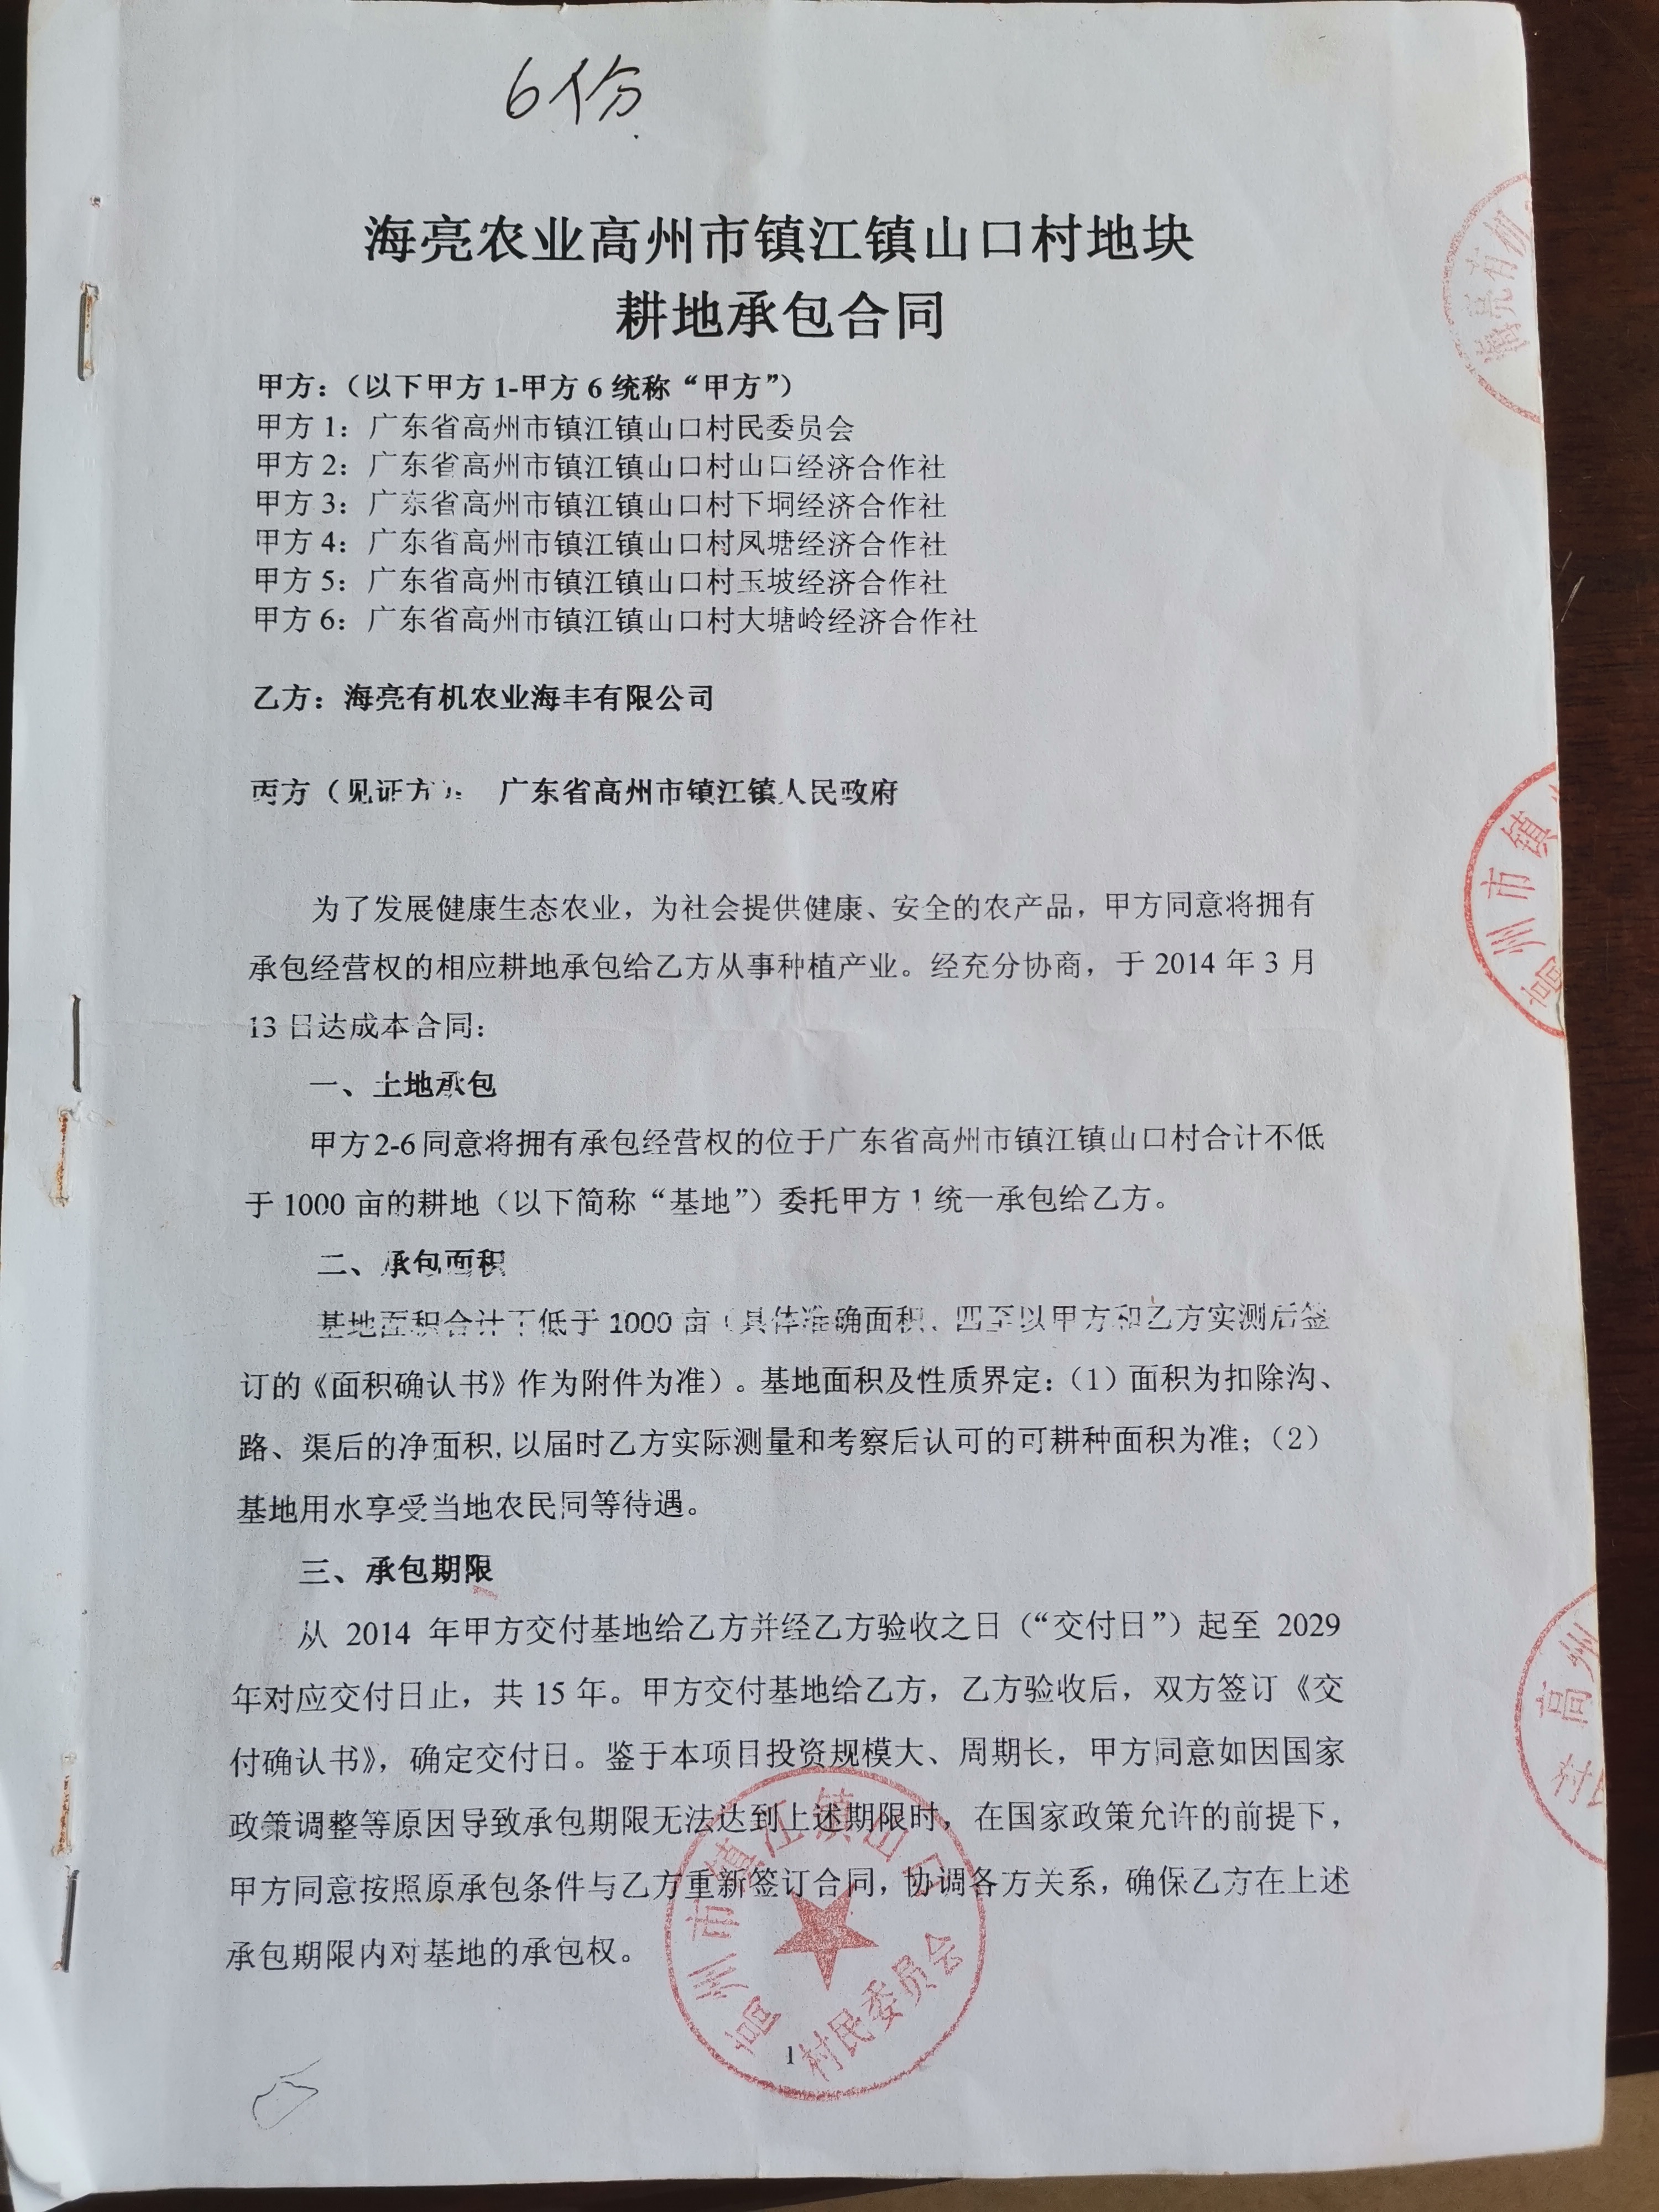 6份
海亮农业高州市镇江镇山口村地块
耕地承包合同
甲方：（以下甲方1-甲方6统称“甲方”）
甲方1：广东省高州市镇江镇山口村民委员会
甲方2：广东省高州市镇江镇山口村山口经济合作社
甲方3：广东省高州市镇江镇山口村下垌经济合作社
甲方4：广东省高州市镇江镇山口村凤塘经济合作社
甲方5：广东省高州市镇江镇山口村玉坡经济合作社
甲方6：广东省高州市镇江镇山口村大塘岭经济合作社
乙方：海亮有机农业海丰有限公司
丙方（见证方）： 广东省高州市镇江镇人民政府
为了发展健康生态农业，为社会提供健康、安全的农产品，甲方同意将拥有
承包经营权的相应耕地承包给乙方从事种植产业。经充分协商，于2014年3月
13日达成本合同：
一、土地承包
甲方2-6同意将拥有承包经营权的位于广东省高州市镇江镇山口村合计不低
于1000亩的耕地（以下简称“基地”）委托甲方1统一承包给乙方。
二、承包面积
基地面积合计不低于1000亩（具体准确面积、四至以甲方和乙方实测后签
订的《面积确认书》作为附件为准）。基地面积及性质界定：（1）面积为扣除沟、
路、渠后的净面积，以届时乙方实际测量和考察后认可的可耕种面积为准；（2）
基地用水享受当地农民同等待遇。
三、承包期限
从 2014 年甲方交付基地给乙方并经乙方验收之日（“交付日”）起至 2029
年对应交付日止，共15年。甲方交付基地给乙方，乙方验收后，双方签订《交
付确认书》，确定交付日。鉴于本项目投资规模大、周期长，甲方同意如因国家
政策调整等原因导致承包期限无法达到上述期限时，在国家政策允许的前提下，
甲方同意按照原承包条件与乙方重新签订合同，协调各方关系，确保乙方在上述
承包期限内对基地的承包权。
高州市镇江镇山口
村民委员会
1
海亮有机
高州市镇
高州
村民